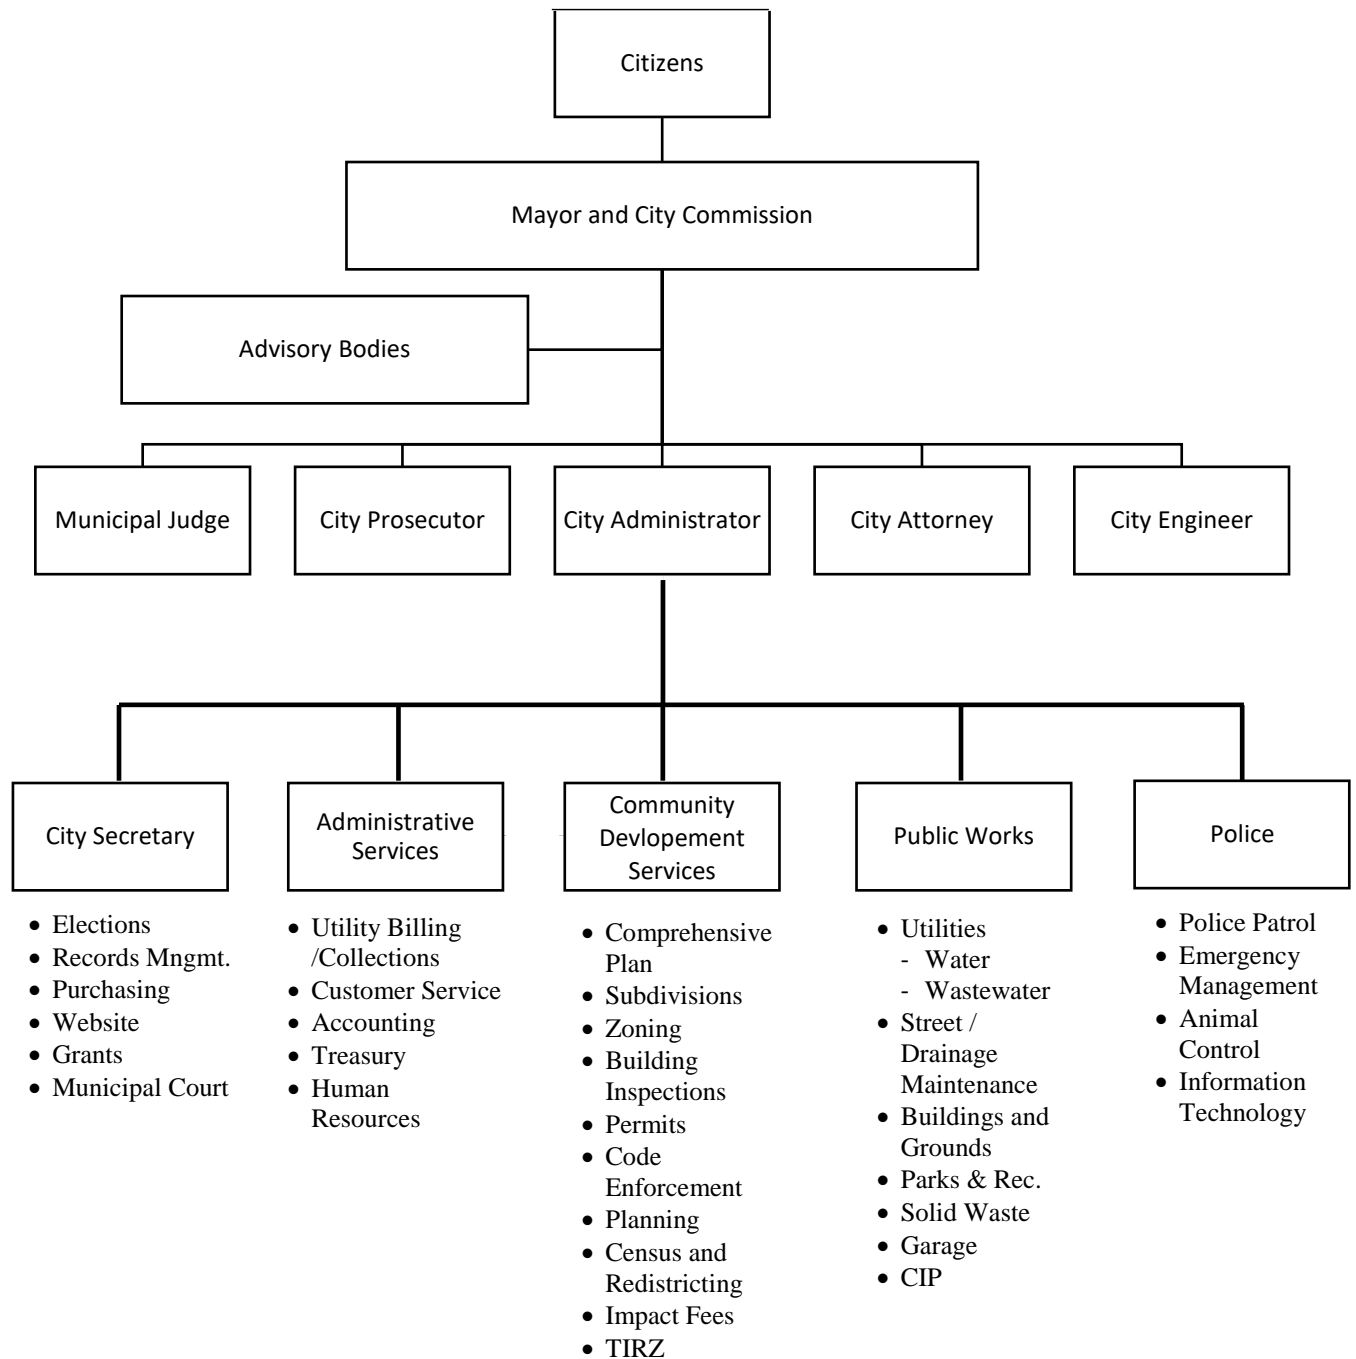 Citizens
Mayor and City Commission
Advisory Bodies
Municipal Judge
City Prosecutor
City Administrator
City Attorney
City Engineer
City Secretary
• Elections
• Records Mngmt.
• Purchasing
• Website
• Grants
• Municipal Court
Administrative
Services
• Utility Billing
/Collections
• Customer Service
• Accounting
• Treasury
• Human
Resources
Community
Devlopement
Services
• Comprehensive
Plan
• Subdivisions
• Zoning
• Building
Inspections
• Permits
• Code
Enforcement
• Planning
• Census and
Redistricting
• Impact Fees
• TIRZ
Public Works
• Utilities
- Water
- Wastewater
• Street /
Drainage
Maintenance
• Buildings and
Grounds
• Parks & Rec.
• Solid Waste
• Garage
• CIP
Police
• Police Patrol
• Emergency
Management
• Animal
Control
• Information
Technology